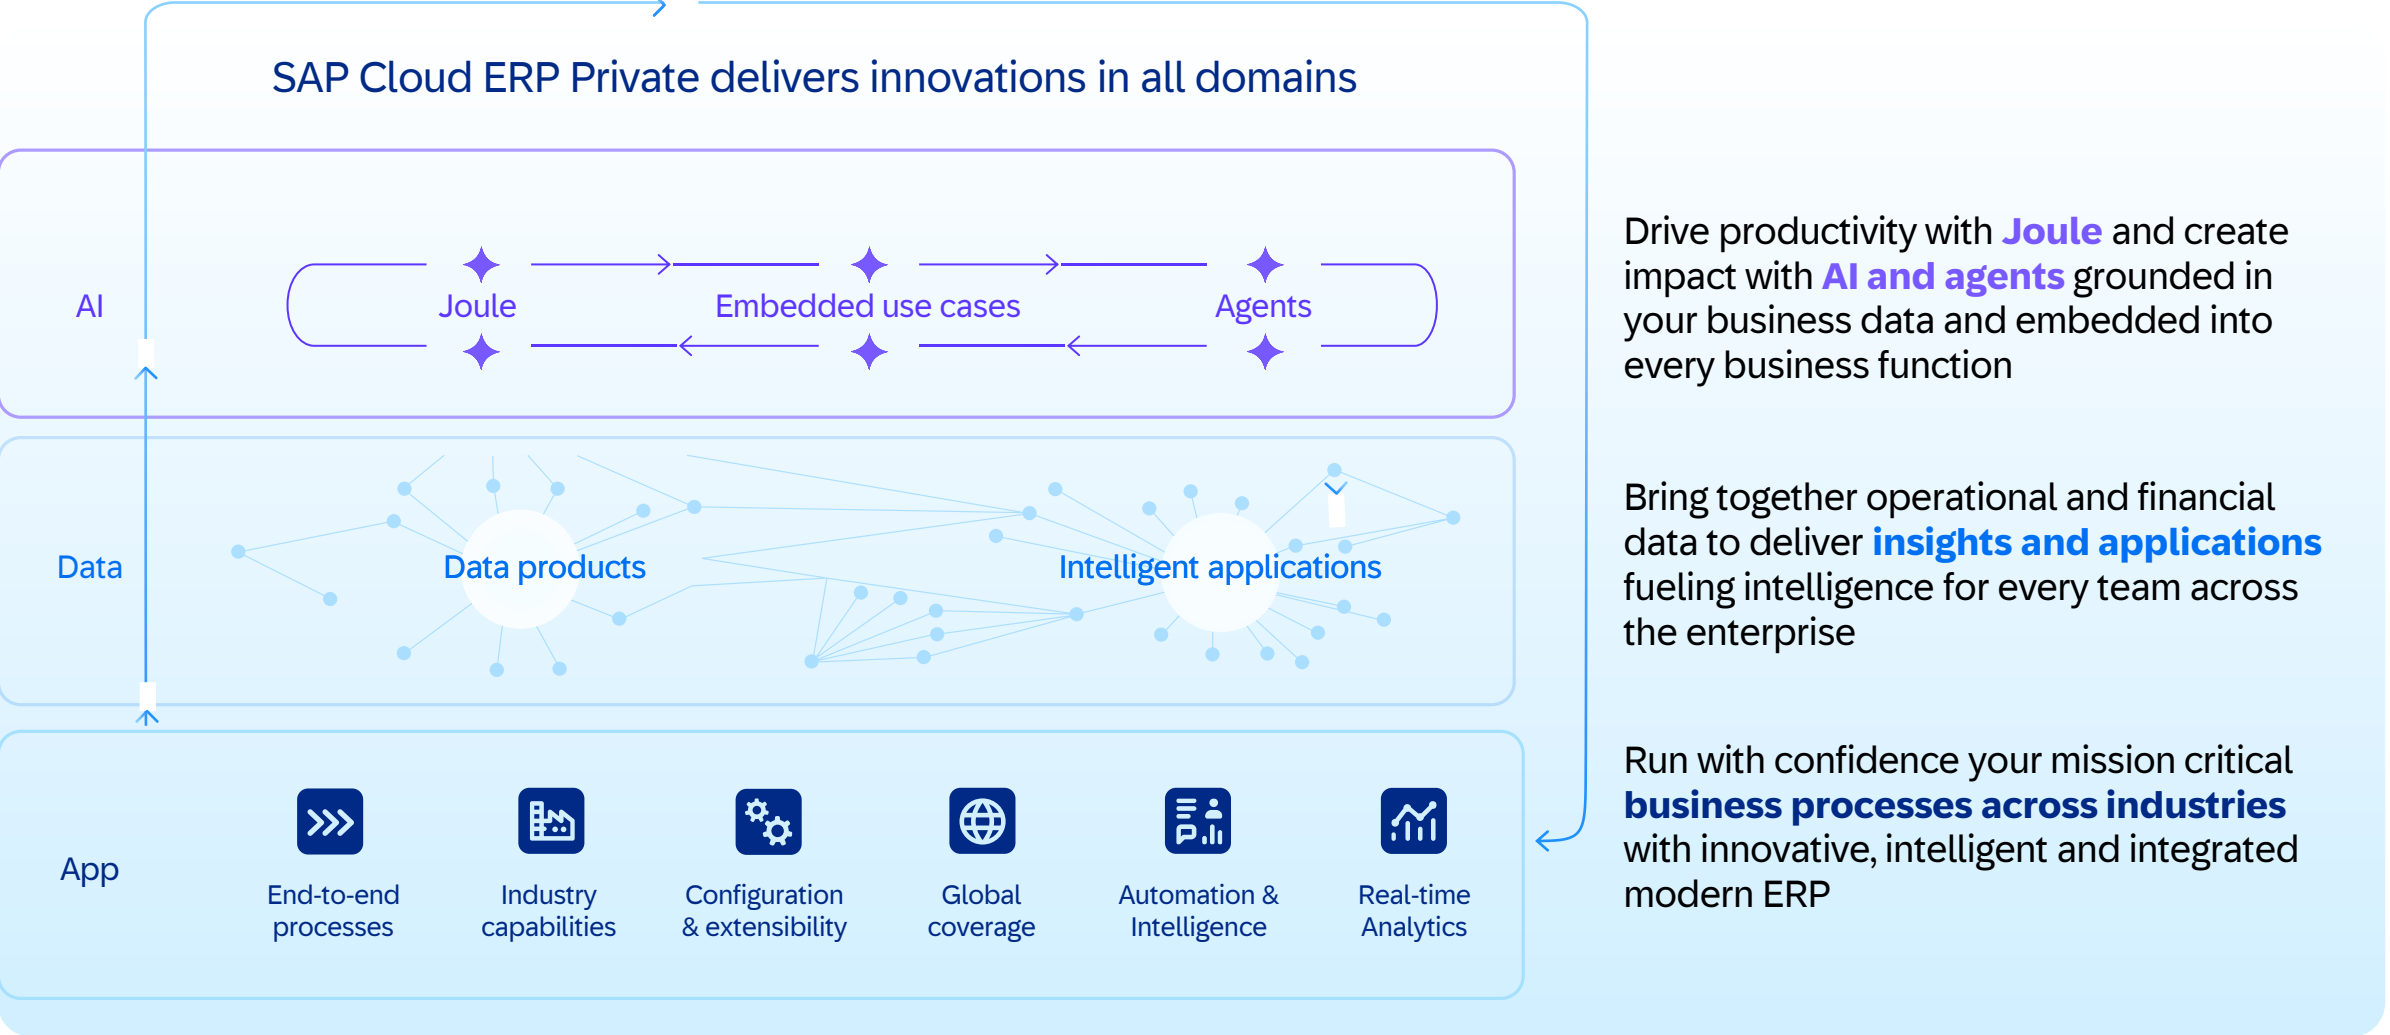 SAP Cloud ERP Private delivers innovations in all domains
AI
Joule
Embedded use cases
Agents
Drive productivity with Joule and create
impact with AI and agents grounded in
your business data and embedded into
every business function
Data
Data products
Intelligent applications
Bring together operational and financial
data to deliver insights and applications
fueling intelligence for every team across
the enterprise
App
End-to-end
processes
Industry
capabilities
Configuration
& extensibility
Global
coverage
Automation &
Intelligence
Real-time
Analytics
Run with confidence your mission critical
business processes across industries
with innovative, intelligent and integrated
modern ERP